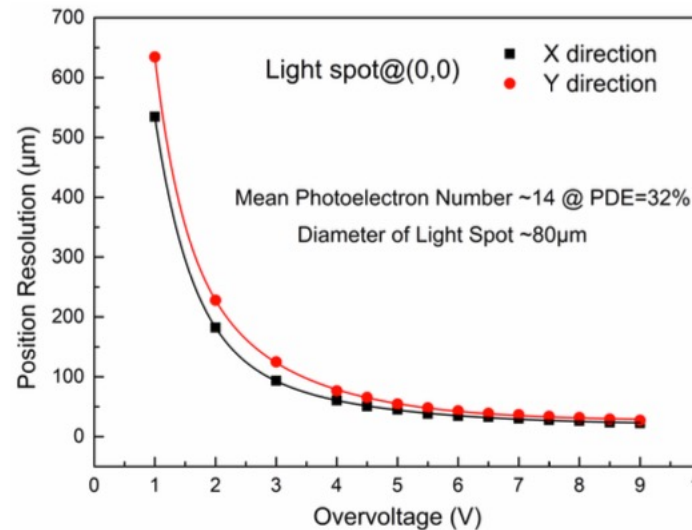 700
600
500
400
300
200
100
0
Position Resolution (μm)
Light spot@(0,0)
X direction
Y direction
Mean Photoelectron Number ~14 @ PDE=32%
Diameter of Light Spot ~80μm
0 1 2 3 4 5 6 7 8 9
Overvoltage (V)